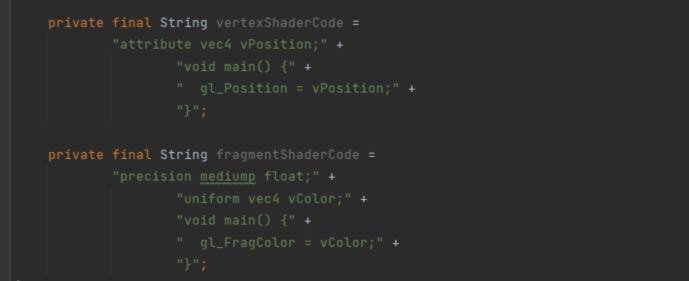 private final String vertexShaderCode =
"attribute vec4 vPosition;" +
"void main() {" +
"  gl_Position = vPosition;" +
"}";
private final String fragmentShaderCode =
"precision mediump float;" +
"uniform vec4 vColor;" +
"void main() {" +
"  gl_FragColor = vColor;" +
"}";